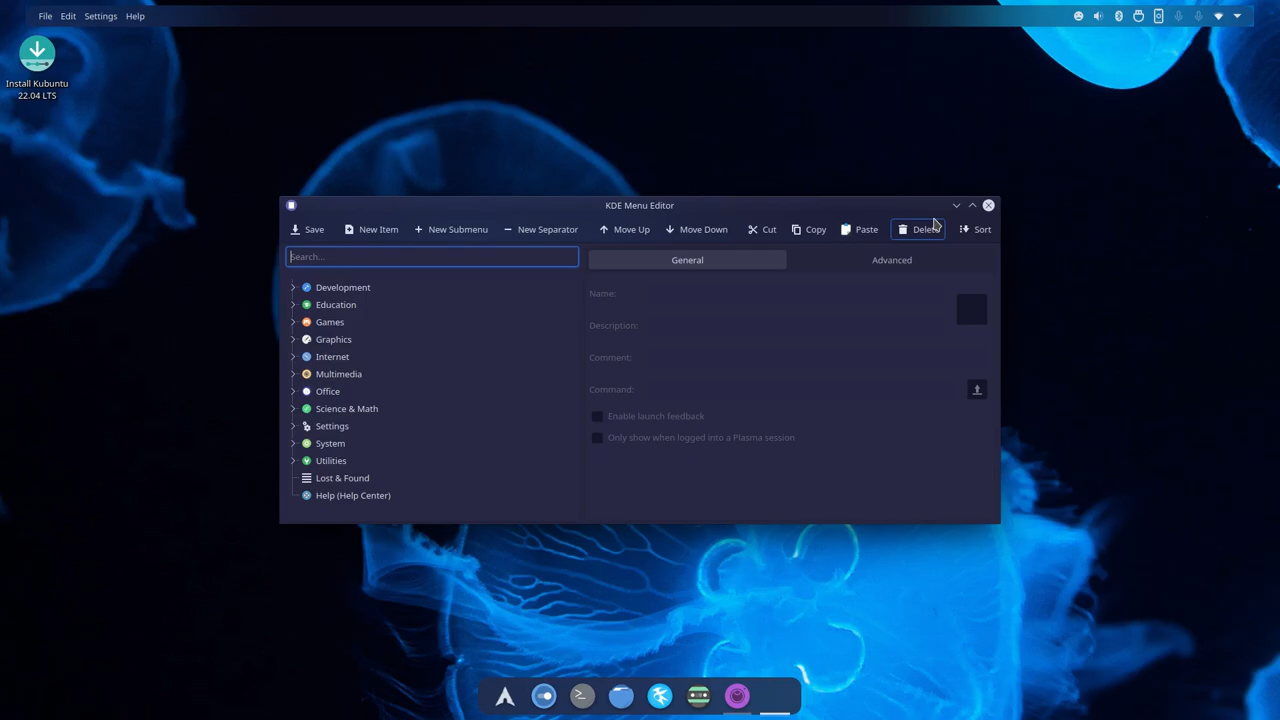 File Edit Settings Help
Install Kubuntu
22.04 LTS
KDE Menu Editor
Save New Item New Submenu New Separator Move Up Move Down Cut Copy Paste Delete Sort
Search...
General Advanced
Development
Education
Games
Graphics
Internet
Multimedia
Office
Science & Math
Settings
System
Utilities
Lost & Found
Help (Help Center)
Name:
Description:
Comment:
Command:
Enable launch feedback
Only show when logged into a Plasma session